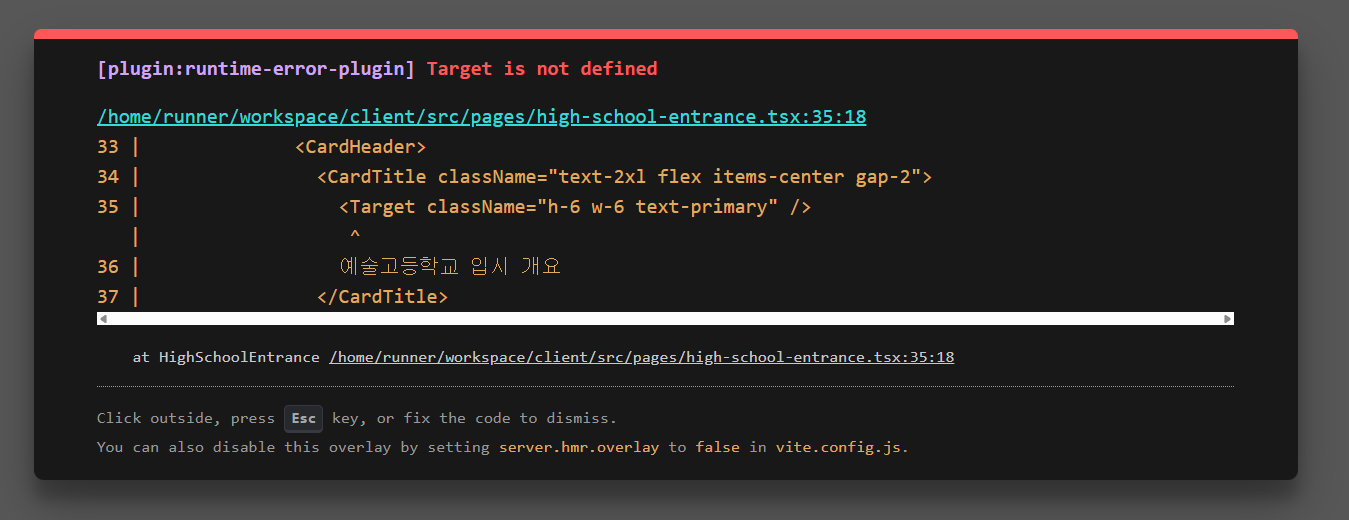 [plugin:runtime-error-plugin] Target is not defined
/home/runner/workspace/client/src/pages/high-school-entrance.tsx:35:18
33 |              <CardHeader>
34 |                <CardTitle className="text-2xl flex items-center gap-2">
35 |                  <Target className="h-6 w-6 text-primary" />
   |                   ^
36 |                  예술고등학교 입시 개요
37 |                </CardTitle>
at HighSchoolEntrance /home/runner/workspace/client/src/pages/high-school-entrance.tsx:35:18
Click outside, press Esc key, or fix the code to dismiss.
You can also disable this overlay by setting server.hmr.overlay to false in vite.config.js.